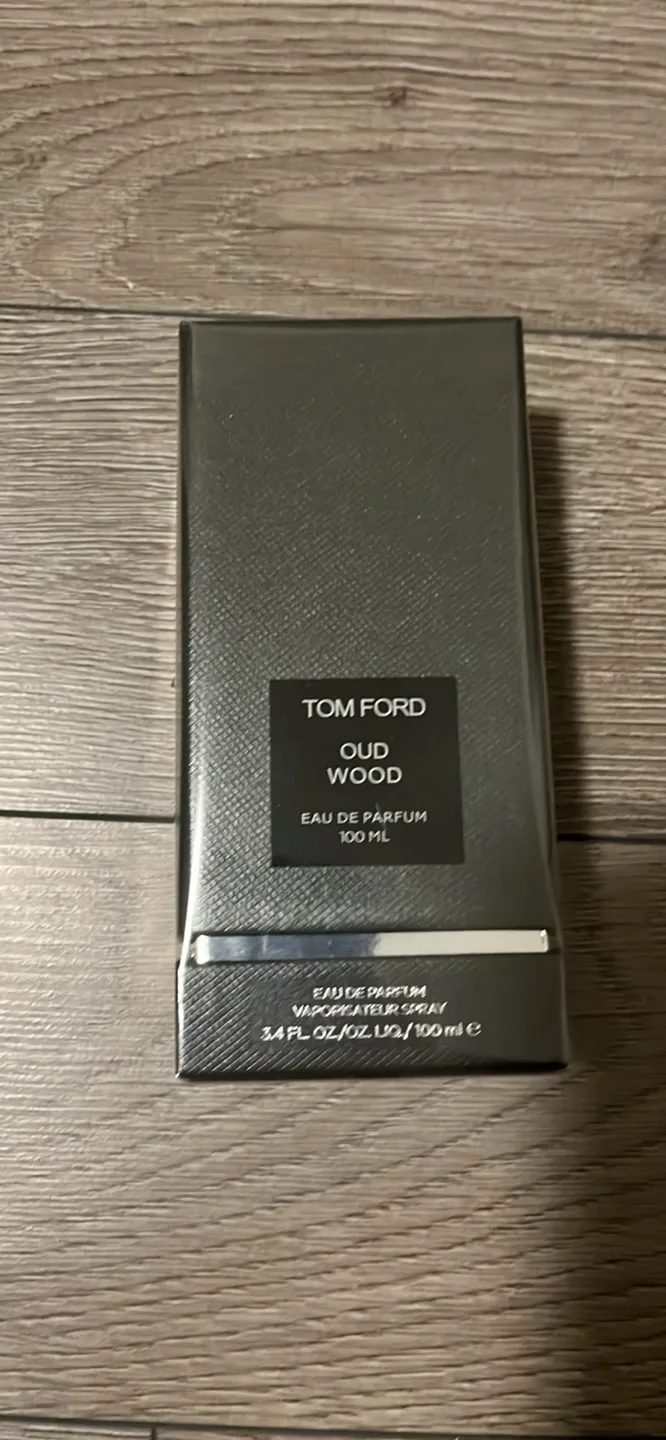 TOM FORD
OUD
WOOD
EAU DE PARFUM
100 ML
EAU DE PARFUM
VAPORISATEUR SPRAY
3.4 FL. OZ./OZ. LIQ./100 ml ℮